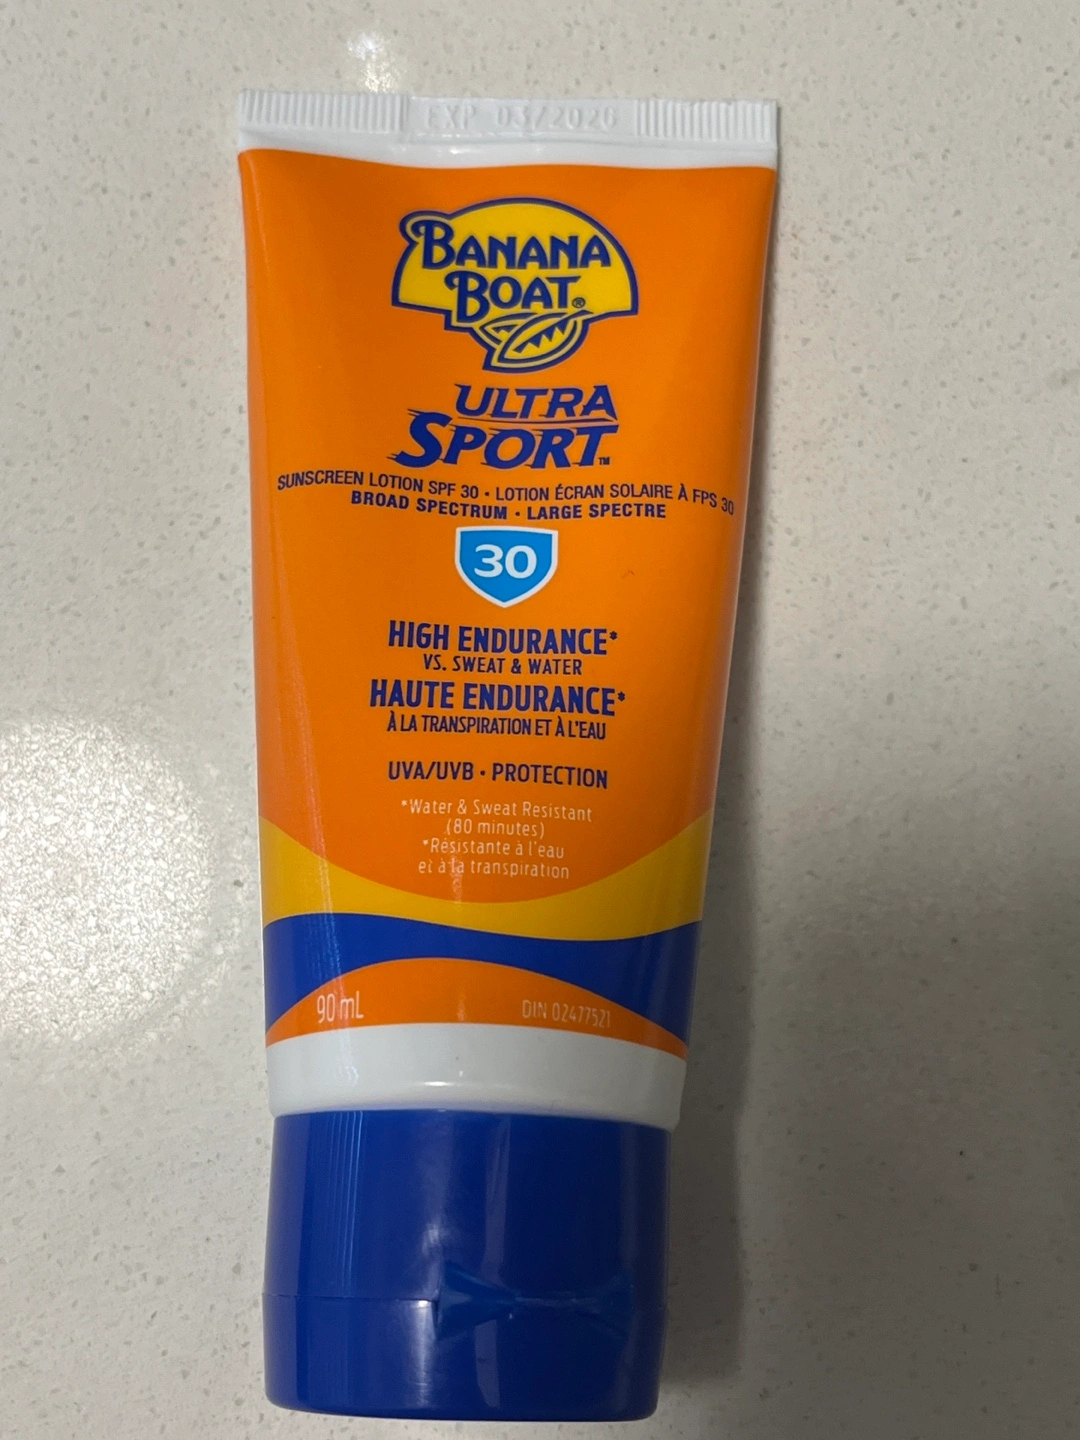 EXP 03/2026
BANANA
BOAT®
ULTRA
SPORT™
SUNSCREEN LOTION SPF 30 • LOTION ÉCRAN SOLAIRE À FPS 30
BROAD SPECTRUM • LARGE SPECTRE
30
HIGH ENDURANCE*
VS. SWEAT & WATER
HAUTE ENDURANCE*
À LA TRANSPIRATION ET À L'EAU
UVA/UVB • PROTECTION
*Water & Sweat Resistant
(80 minutes)
*Résistante à l'eau
et à la transpiration
90 mL DIN 02477521